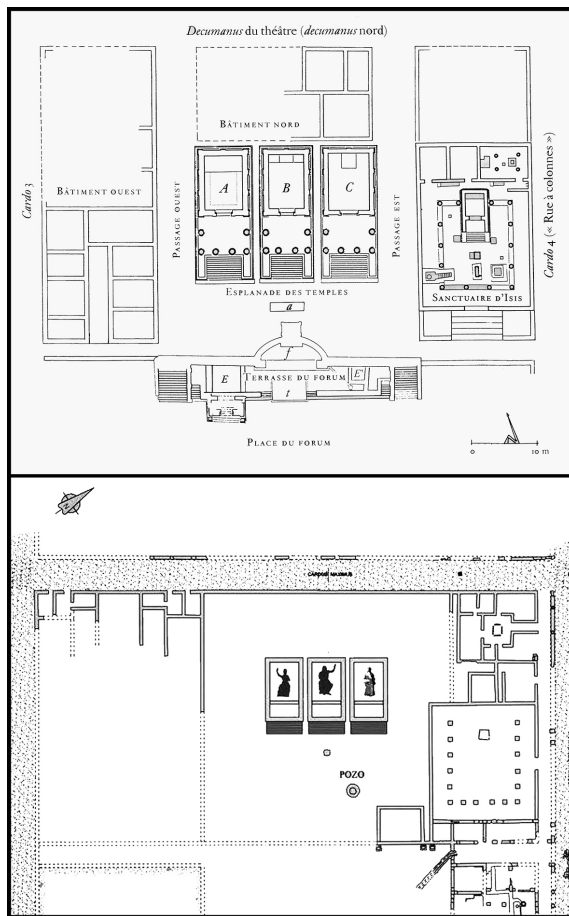 Decumanus du théâtre (decumanus nord)
BÂTIMENT NORD
Cardo 3
BÂTIMENT OUEST
PASSAGE OUEST
A
B
C
PASSAGE EST
SANCTUAIRE D'ISIS
Cardo 4 (« Rue à colonnes »)
ESPLANADE DES TEMPLES
a
f
E
TERRASSE DU FORUM
E'
t
PLACE DU FORUM
0 10 m
N
POZO